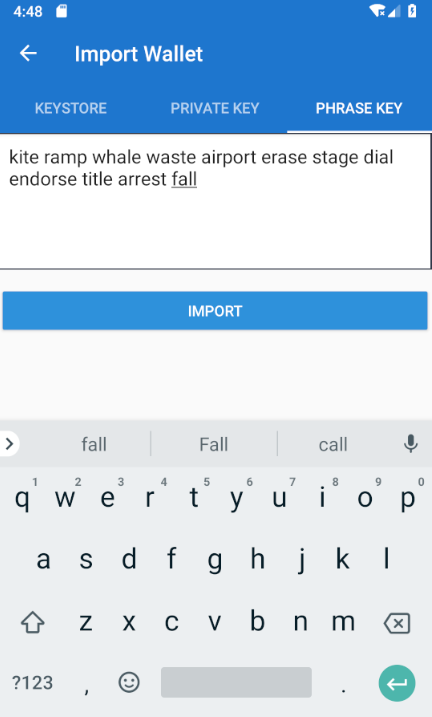 4:48
Import Wallet
KEYSTORE PRIVATE KEY PHRASE KEY
kite ramp whale waste airport erase stage dial
endorse title arrest fall
IMPORT
fall Fall call
1 2 3 4 5 6 7 8 9 0
q w e r t y u i o p
a s d f g h j k l
z x c v b n m
?123 , .